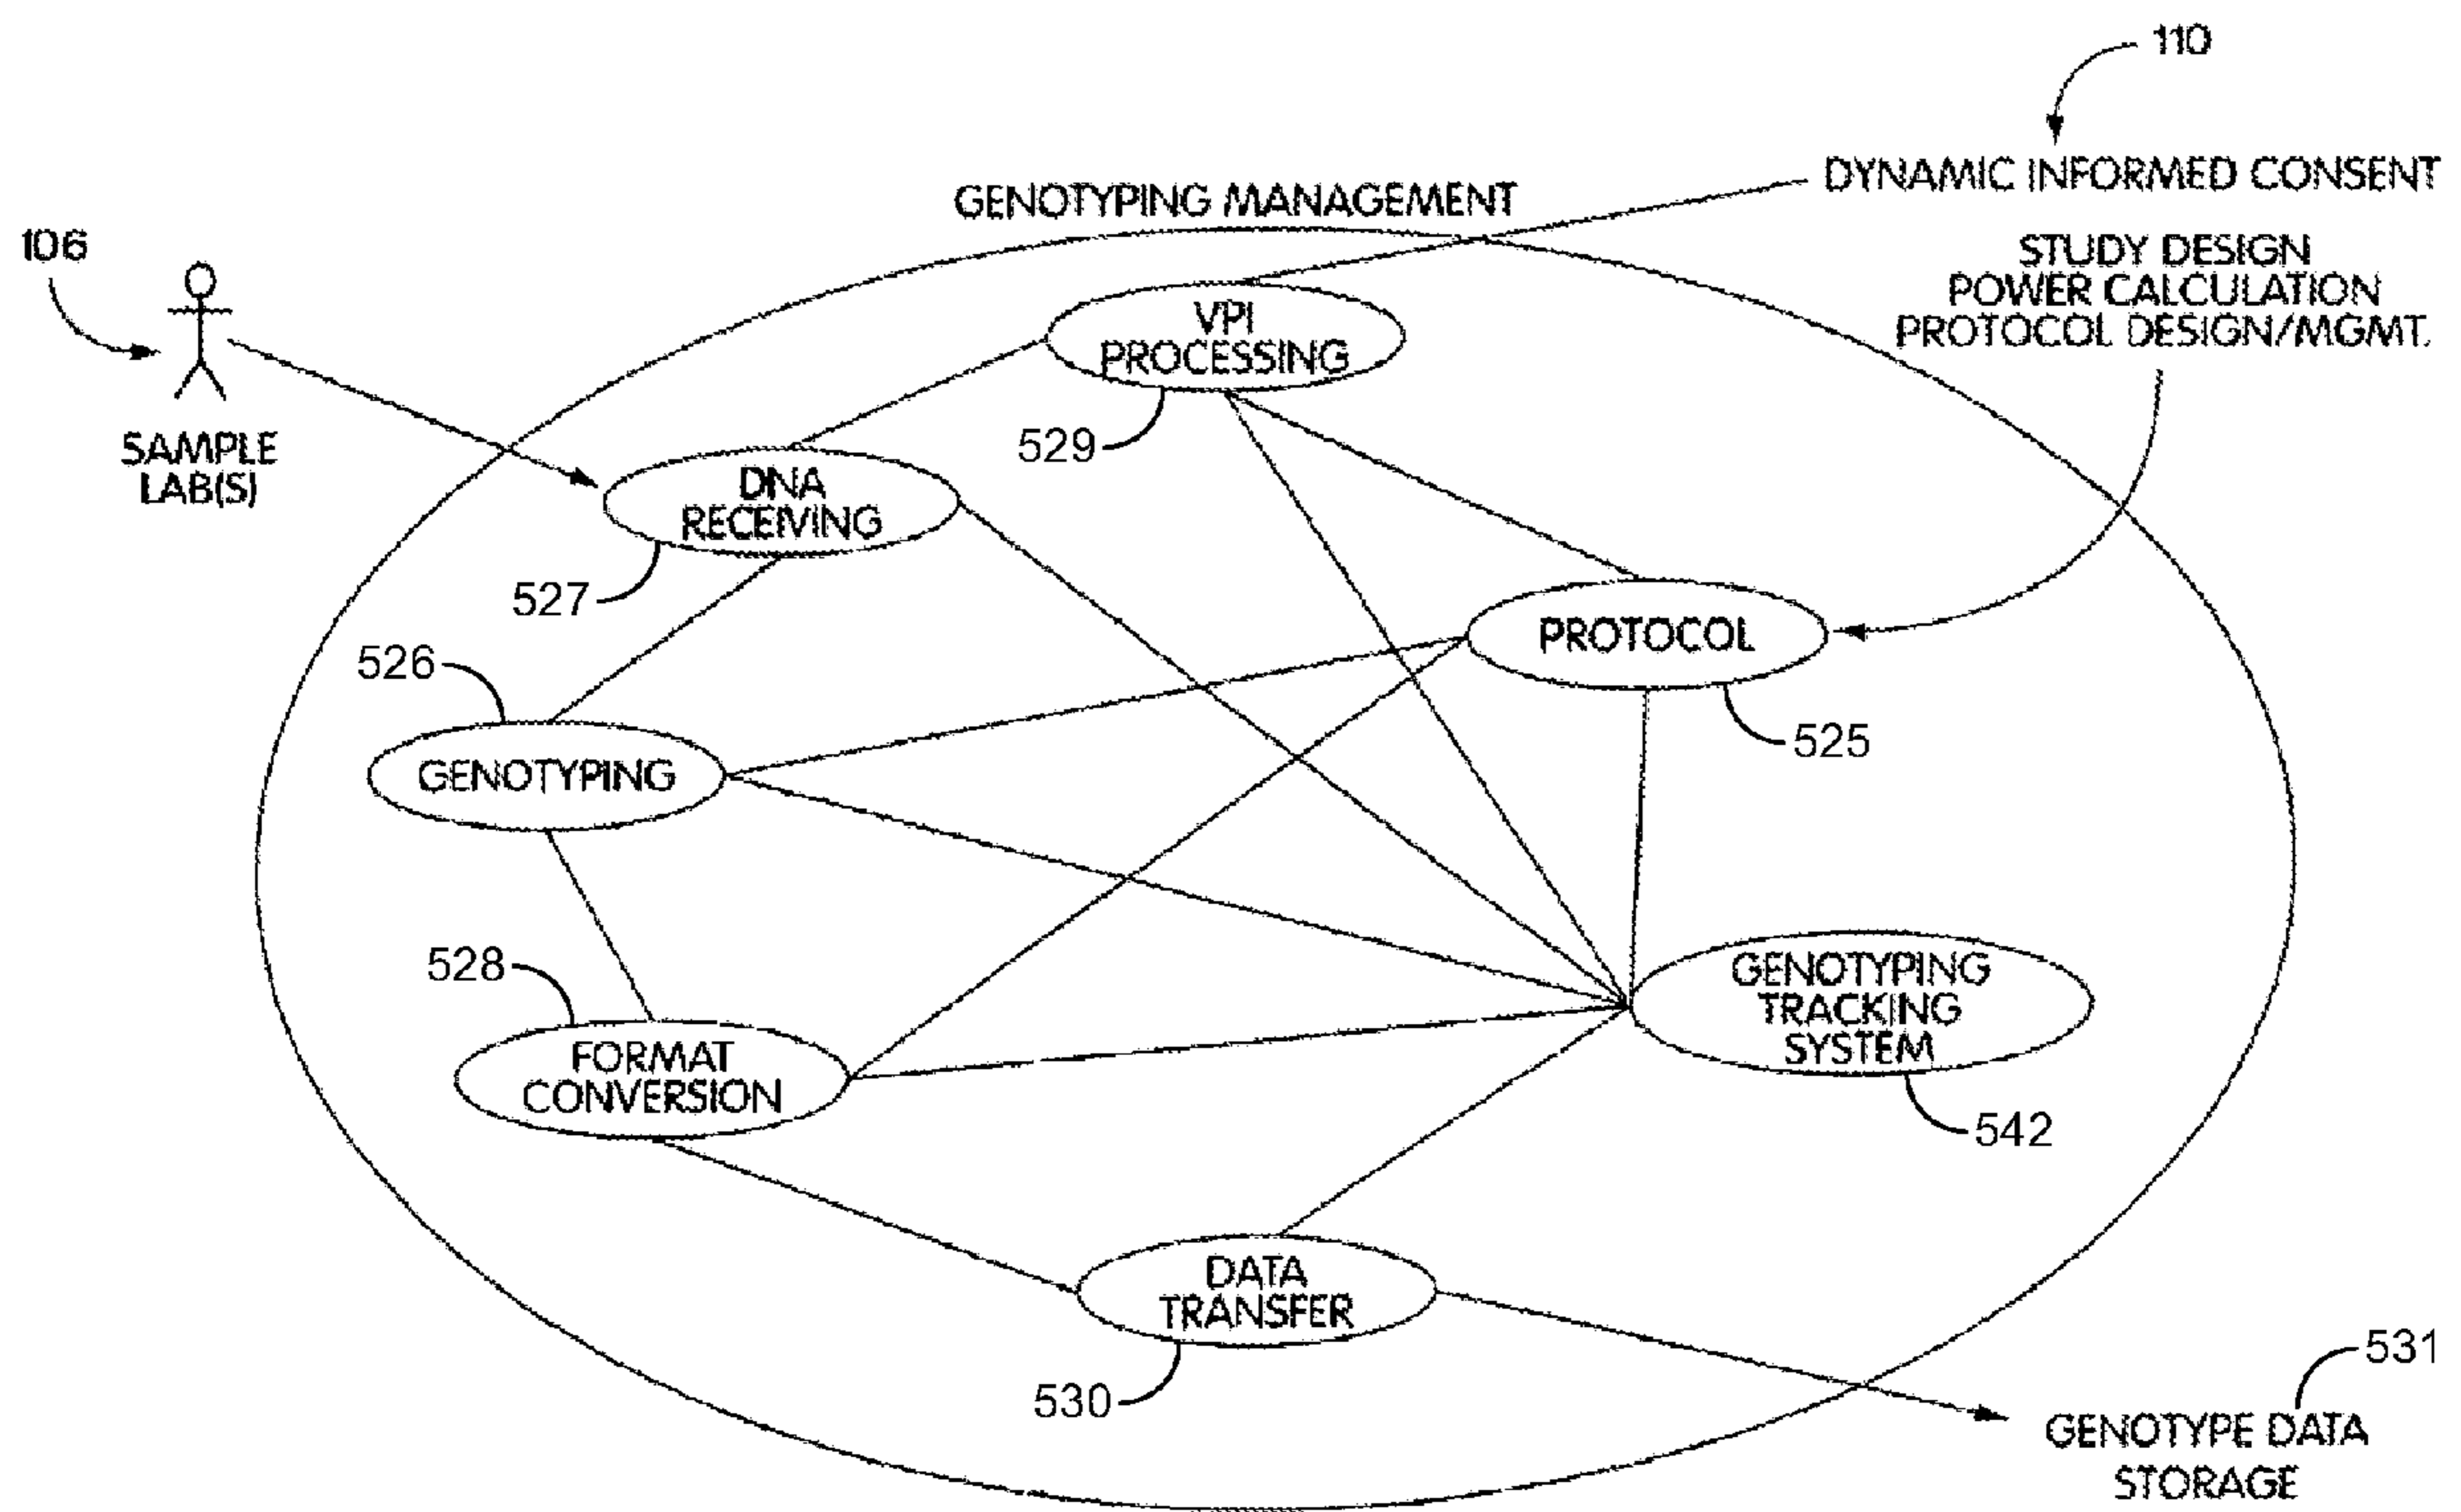 110
DYNAMIC INFORMED CONSENT
GENOTYPING MANAGEMENT
106
STUDY DESIGN
POWER CALCULATION
PROTOCOL DESIGN/MGMT.
VPI
PROCESSING
529
SAMPLE
LAB(S)
DNA
RECEIVING
527
PROTOCOL
525
526
GENOTYPING
528
FORMAT
CONVERSION
GENOTYPING
TRACKING
SYSTEM
542
DATA
TRANSFER
530
531
GENOTYPE DATA
STORAGE